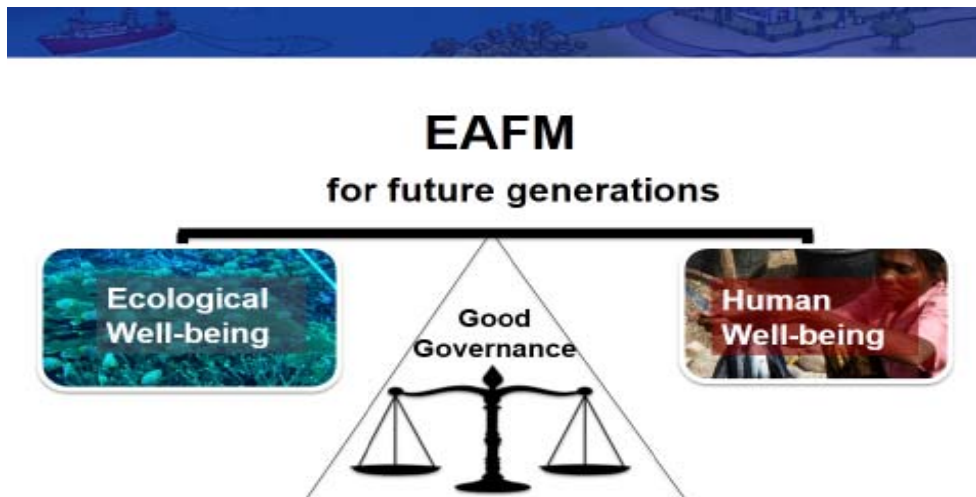 EAFM
for future generations
Ecological
Well-being
Good
Governance
Human
Well-being